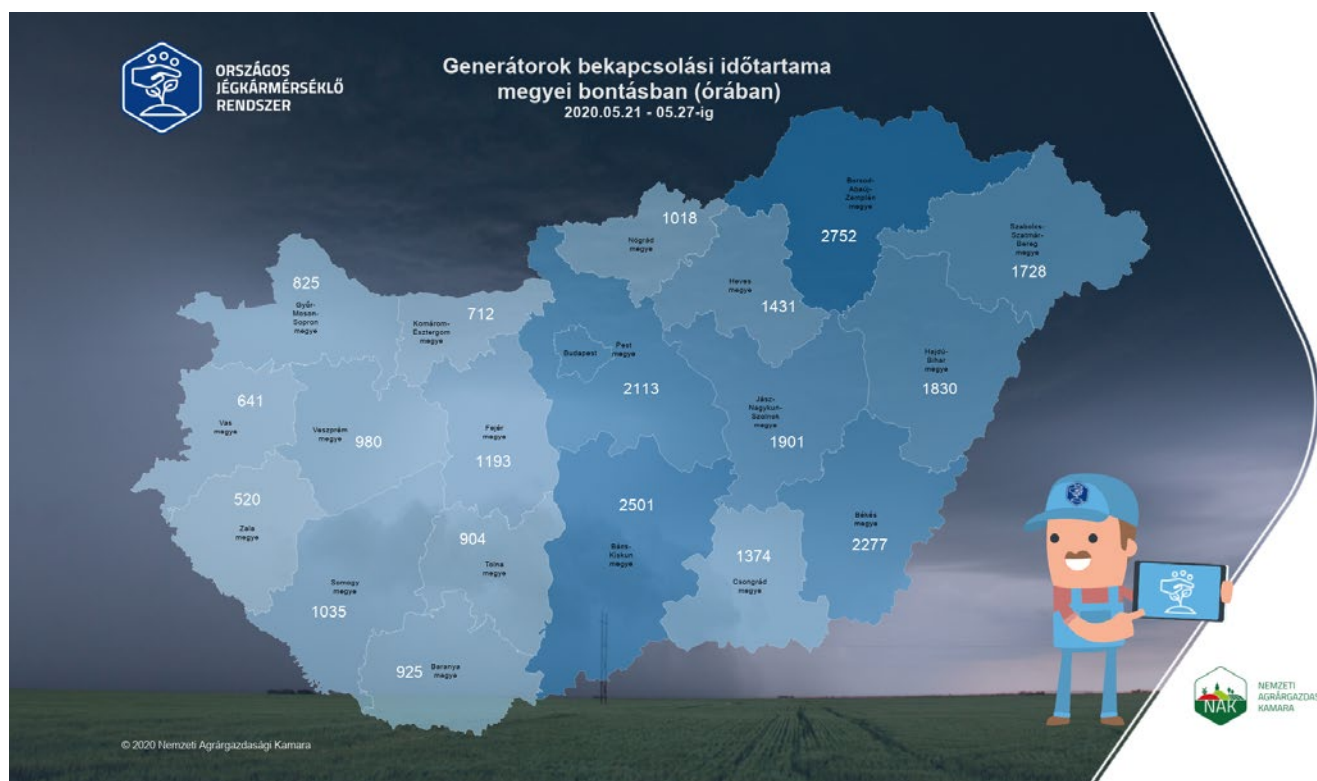 ORSZÁGOS
JÉGKÁRMÉRSÉKLŐ
RENDSZER
Generátorok bekapcsolási időtartama
megyei bontásban (órában)
2020.05.21 - 05.27-ig
Borsod-
Abaúj-
Zemplén
megye
2752
1018
Nógrád
megye
Szabolcs-
Szatmár-
Bereg
megye
1728
825
Győr-
Moson-
Sopron
megye
712
Komárom-
Esztergom
megye
Heves
megye
1431
Budapest
Pest
megye
2113
Hajdú-
Bihar
megye
1830
641
Vas
megye
Veszprém
megye
980
Fejér
megye
1193
Jász-
Nagykun-
Szolnok
megye
1901
520
Zala
megye
2501
Bács-
Kiskun
megye
904
Tolna
megye
1374
Csongrád
megye
Békés
megye
2277
Somogy
megye
1035
925
Baranya
megye
NAK
NEMZETI
AGRÁRGAZDAS
KAMARA
© 2020 Nemzeti Agrárgazdasági Kamara